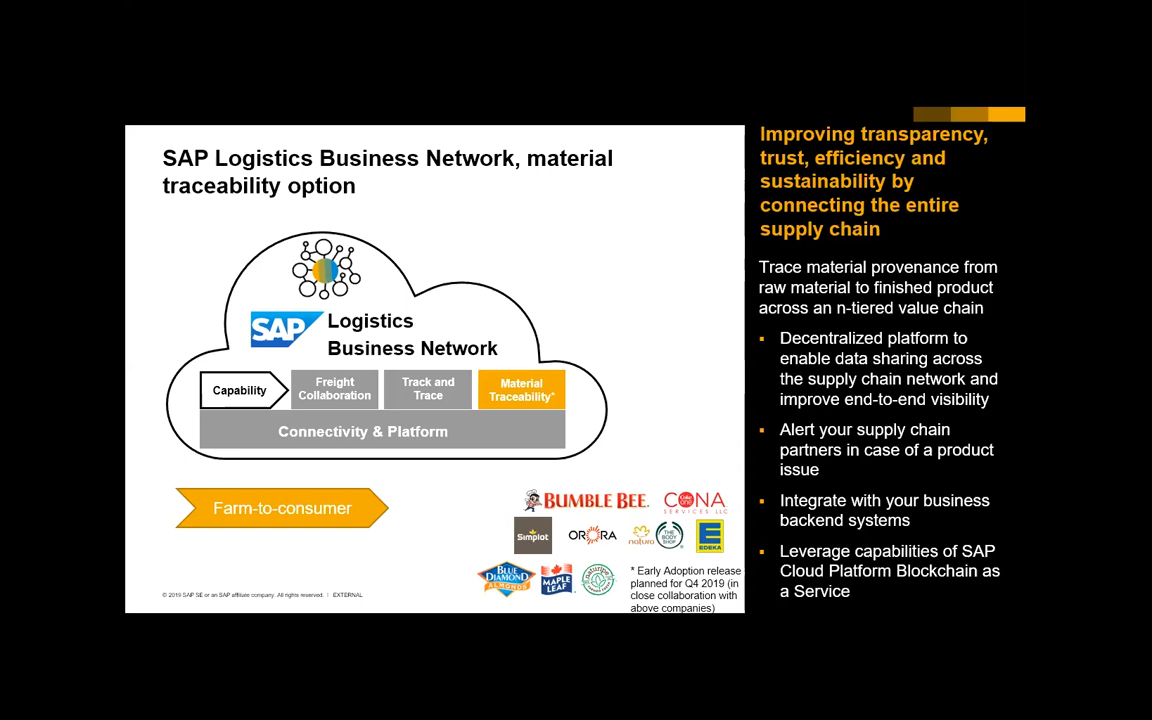 SAP Logistics Business Network, material
traceability option
SAP
Logistics
Business Network
Capability
Freight
Collaboration
Track and
Trace
Material
Traceability*
Connectivity & Platform
Farm-to-consumer
BUMBLE BEE.
CONA
SERVICES LLC
Simplot
ORORA
natura
THE
BODY
SHOP
E
EDEKA
BLUE
DIAMOND
ALMONDS
MAPLE
LEAF
naturipe
* Early Adoption release
planned for Q4 2019 (in
close collaboration with
above companies)
© 2019 SAP SE or an SAP affiliate company. All rights reserved. | EXTERNAL
Improving transparency,
trust, efficiency and
sustainability by
connecting the entire
supply chain
Trace material provenance from
raw material to finished product
across an n-tiered value chain
▪ Decentralized platform to
enable data sharing across
the supply chain network and
improve end-to-end visibility
▪ Alert your supply chain
partners in case of a product
issue
▪ Integrate with your business
backend systems
▪ Leverage capabilities of SAP
Cloud Platform Blockchain as
a Service